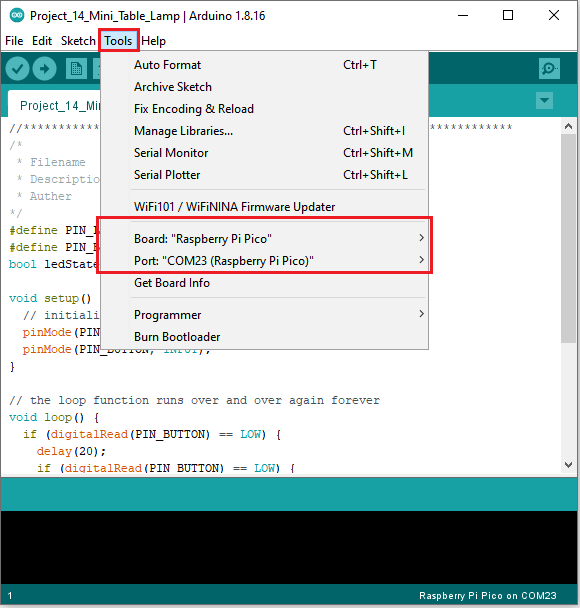 Project_14_Mini_Table_Lamp | Arduino 1.8.16
File Edit Sketch Tools Help
Auto Format Ctrl+T
Archive Sketch
Fix Encoding & Reload
Manage Libraries... Ctrl+Shift+I
Serial Monitor Ctrl+Shift+M
Serial Plotter Ctrl+Shift+L
WiFi101 / WiFiNINA Firmware Updater
Board: "Raspberry Pi Pico"
Port: "COM23 (Raspberry Pi Pico)"
Get Board Info
Programmer
Burn Bootloader
Project_14_Mi
/*
* Filename
* Descriptio
* Auther
*/
#define PIN_L
#define PIN_B
bool ledState
void setup()
// initiali
pinMode(PIN_
pinMode(PIN_BUTTON, INPUT);
}
// the loop function runs over and over again forever
void loop() {
if (digitalRead(PIN_BUTTON) == LOW) {
delay(20);
if (digitalRead(PIN_BUTTON) == LOW) {
1 Raspberry Pi Pico on COM23